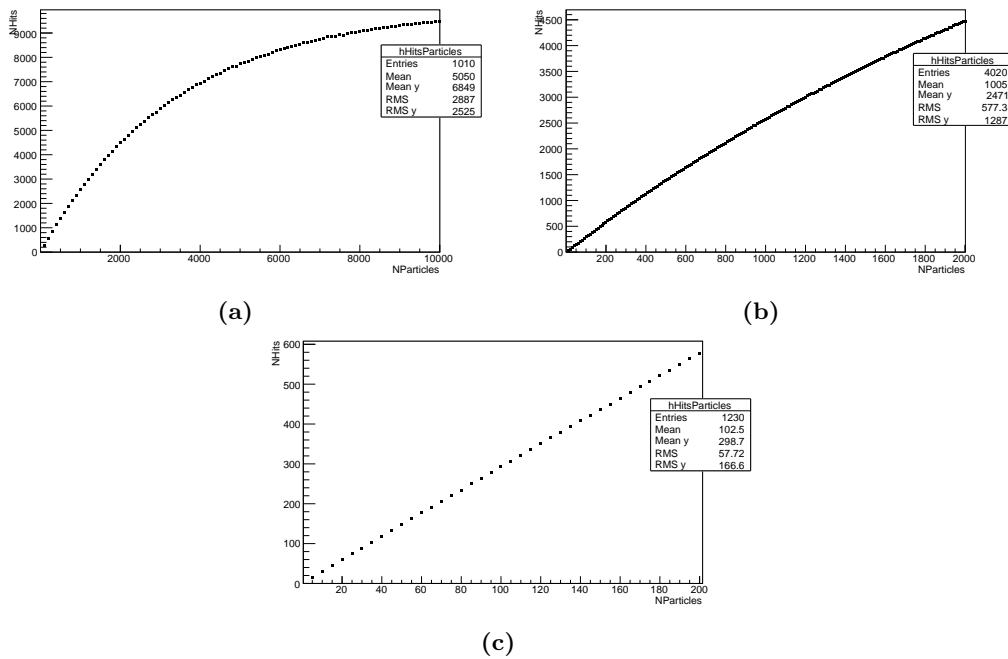 NHits
9000
8000
7000
6000
5000
4000
3000
2000
1000
0
2000 4000 6000 8000 10000
NParticles
hHitsParticles
Entries 1010
Mean 5050
Mean y 6849
RMS 2887
RMS y 2525
(a)
NHits
4500
4000
3500
3000
2500
2000
1500
1000
500
0
200 400 600 800 1000 1200 1400 1600 1800 2000
NParticles
hHitsParticles
Entries 4020
Mean 1005
Mean y 2471
RMS 577.3
RMS y 1287
(b)
NHits
600
500
400
300
200
100
0
20 40 60 80 100 120 140 160 180 200
NParticles
hHitsParticles
Entries 1230
Mean 102.5
Mean y 298.7
RMS 57.72
RMS y 166.6
(c)